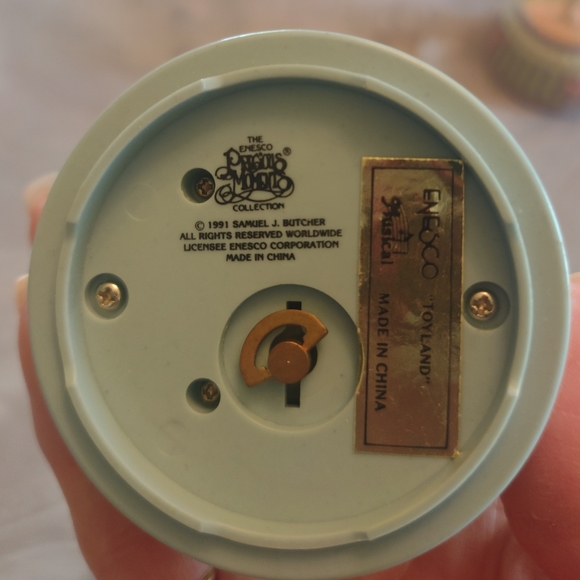 THE
ENESCO
Precious
Moments®
COLLECTION
© 1991 SAMUEL J. BUTCHER
ALL RIGHTS RESERVED WORLDWIDE
LICENSEE ENESCO CORPORATION
MADE IN CHINA
ENESCO "TOYLAND"
Musical MADE IN CHINA